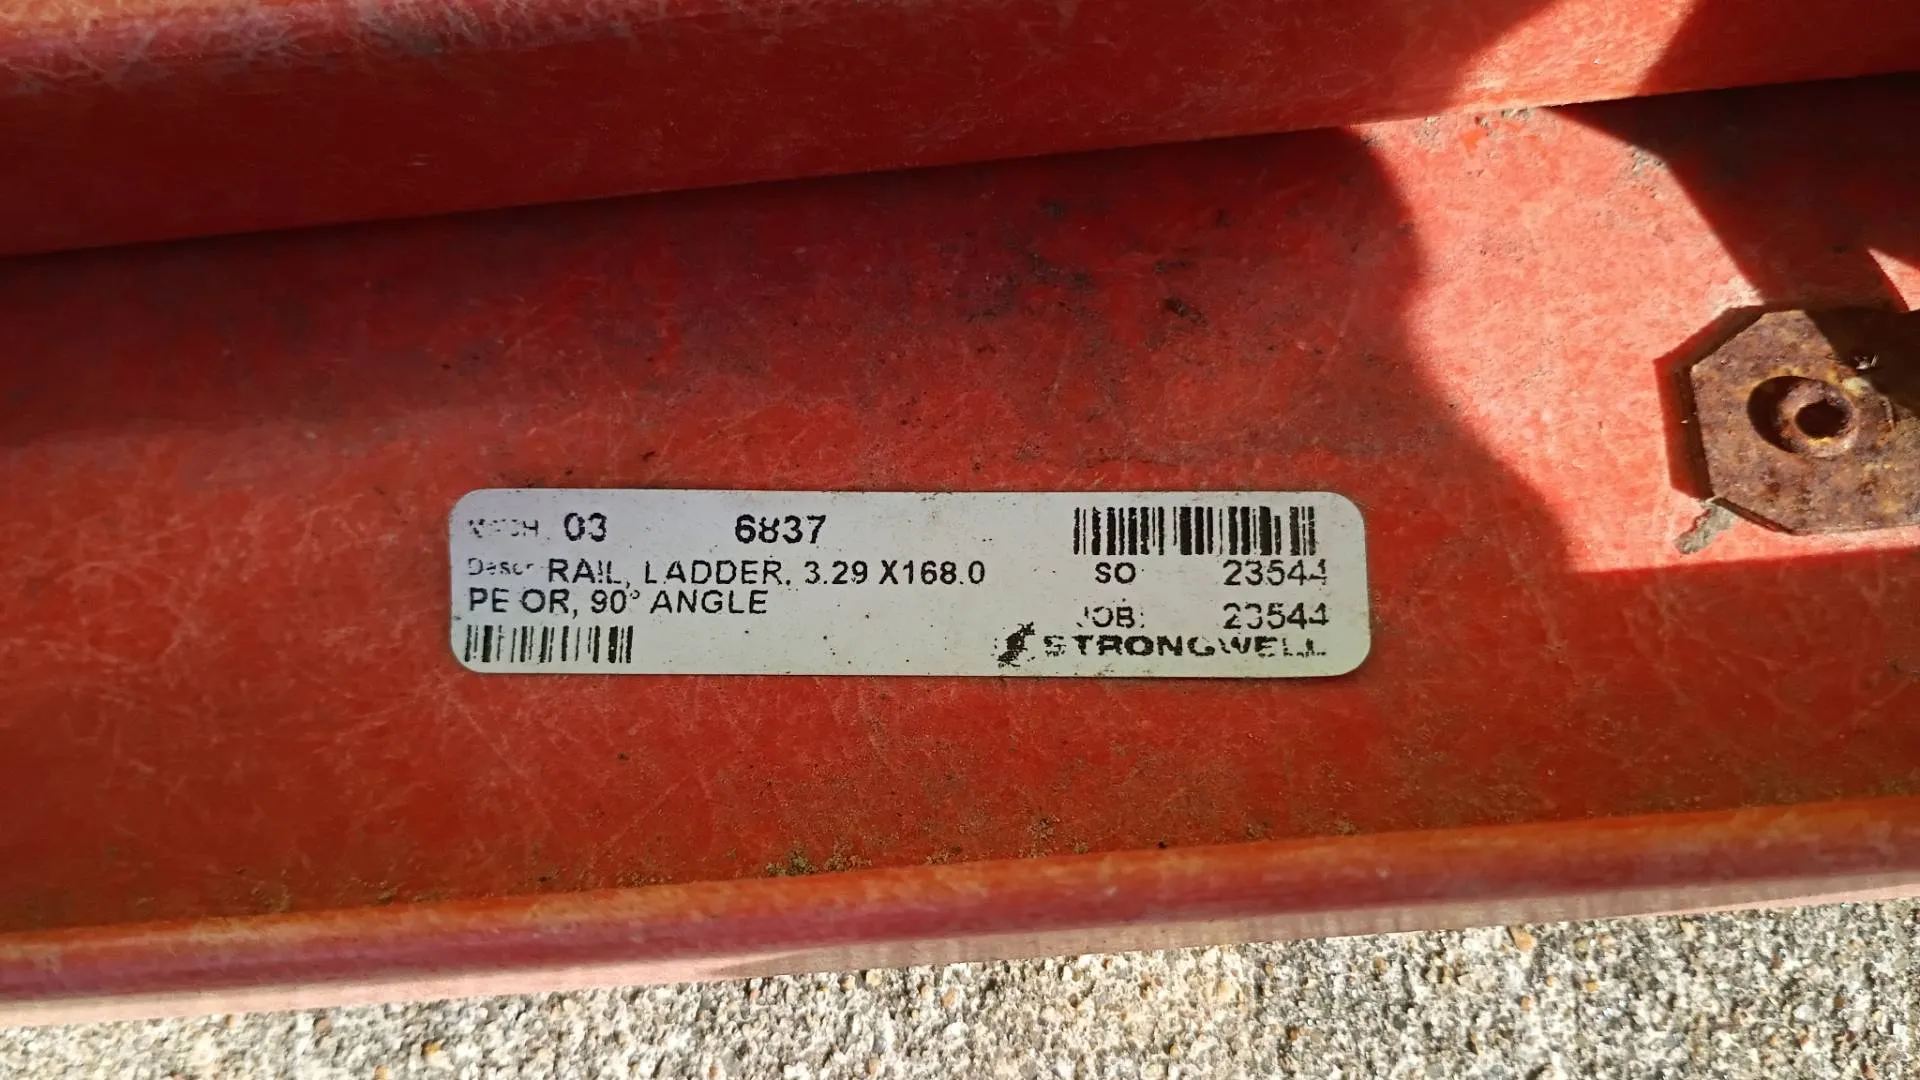 03 6837
RAIL, LADDER, 3.29 X168.0
PE OR, 90° ANGLE
SO 23544
JOB: 23544
STRONGWELL